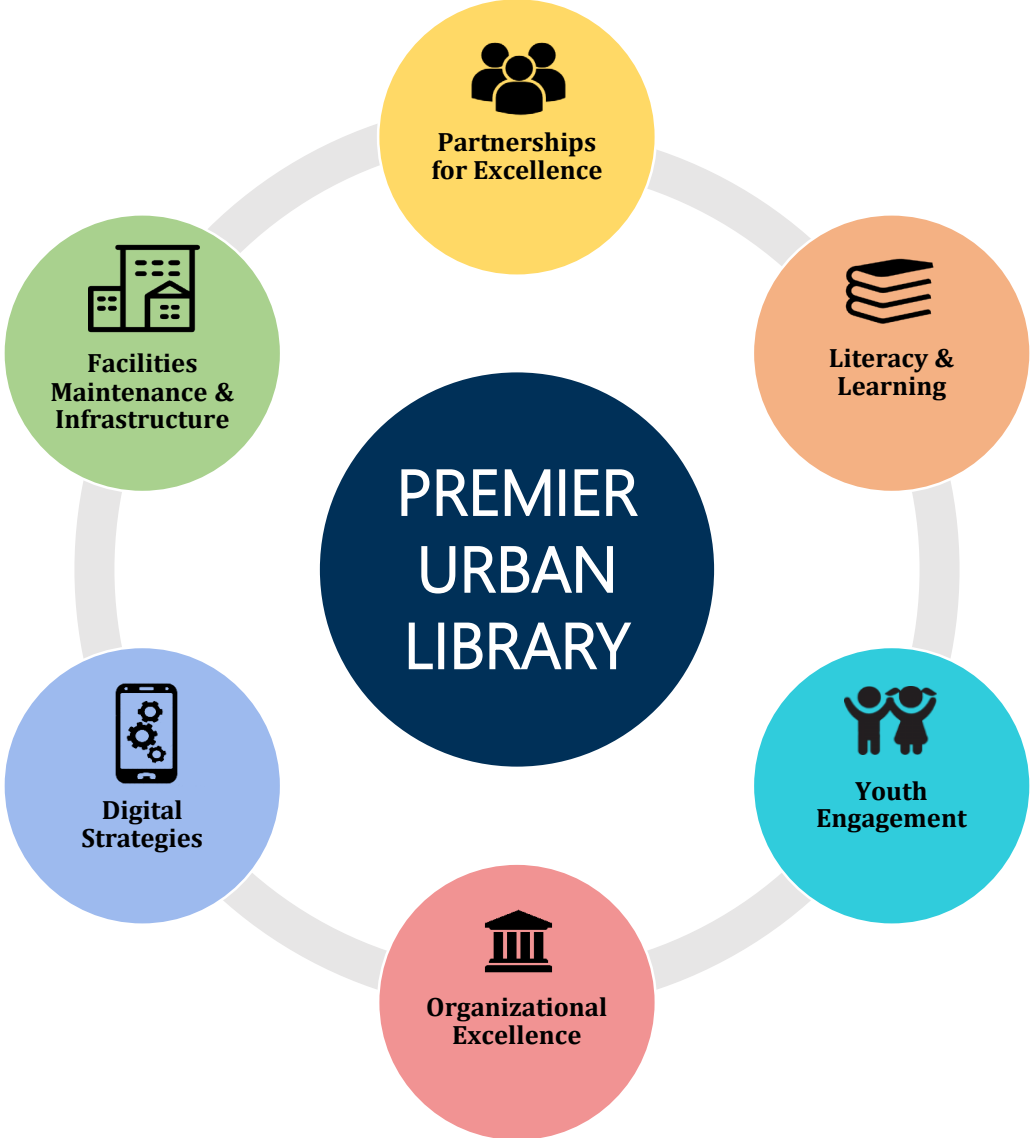 Partnerships
for Excellence
Literacy &
Learning
Youth
Engagement
Organizational
Excellence
Digital
Strategies
Facilities
Maintenance &
Infrastructure
PREMIER
URBAN
LIBRARY